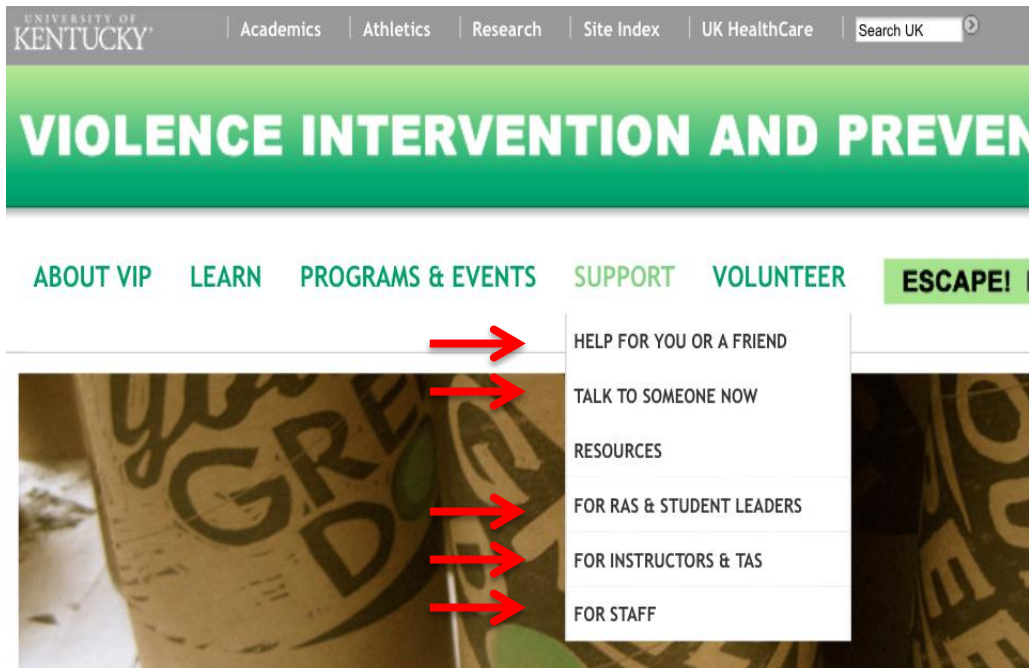 UNIVERSITY OF
KENTUCKY
Academics Athletics Research Site Index UK HealthCare Search UK
VIOLENCE INTERVENTION AND PREVEN
ABOUT VIP LEARN PROGRAMS & EVENTS SUPPORT VOLUNTEER ESCAPE!
HELP FOR YOU OR A FRIEND
TALK TO SOMEONE NOW
RESOURCES
FOR RAS & STUDENT LEADERS
FOR INSTRUCTORS & TAS
FOR STAFF
GRE
DO